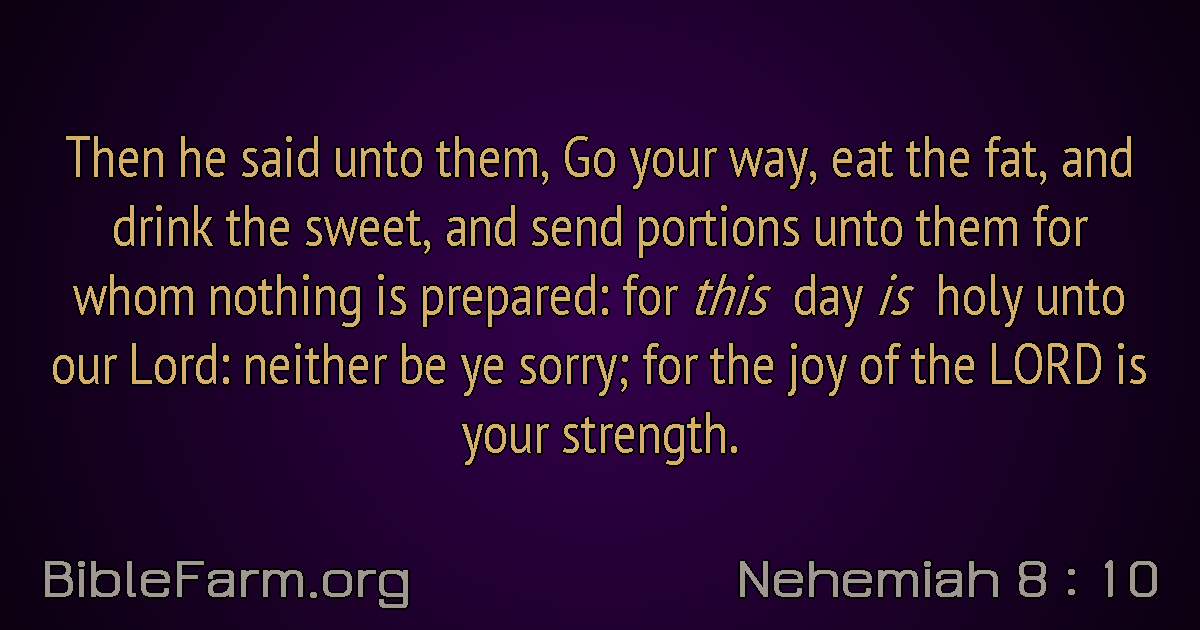 Then he said unto them, Go your way, eat the fat, and
drink the sweet, and send portions unto them for
whom nothing is prepared: for this day is holy unto
our Lord: neither be ye sorry; for the joy of the LORD is
your strength.
BibleFarm.org
Nehemiah 8 : 10